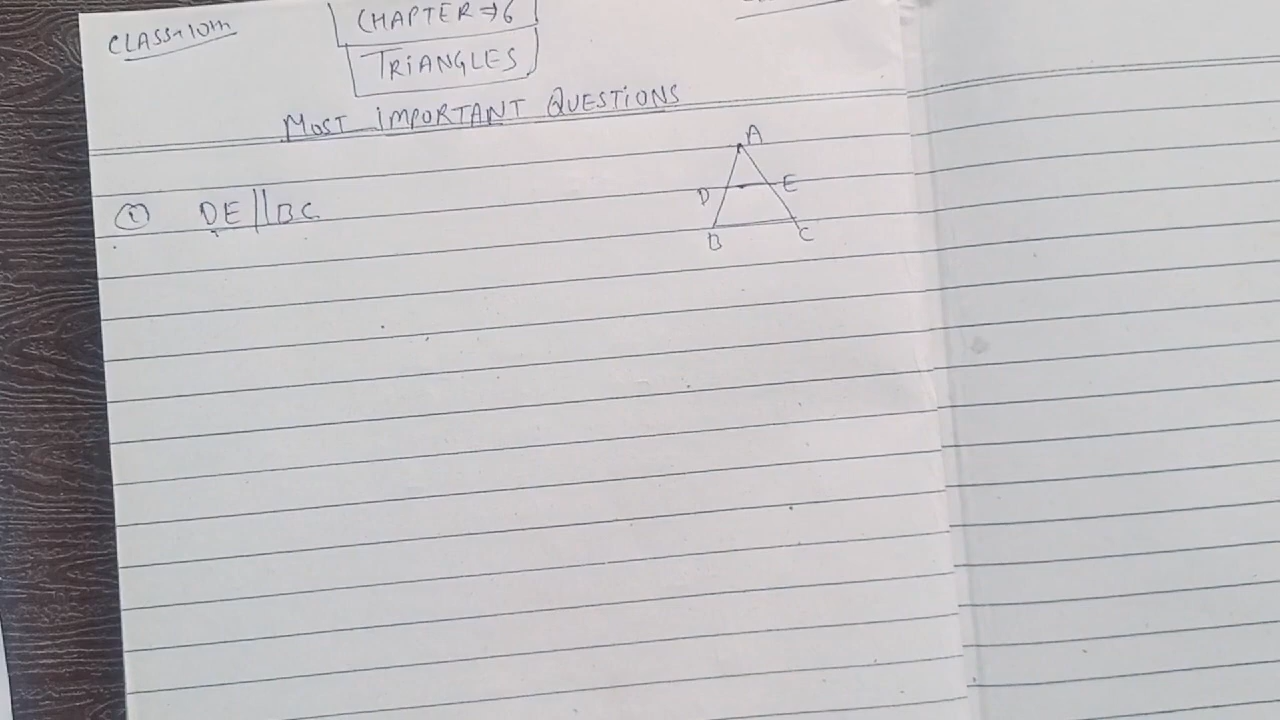 CLASS→10th
CHAPTER→6
TRIANGLES
MOST IMPORTANT QUESTIONS
① DE||BC
A
D E
B C